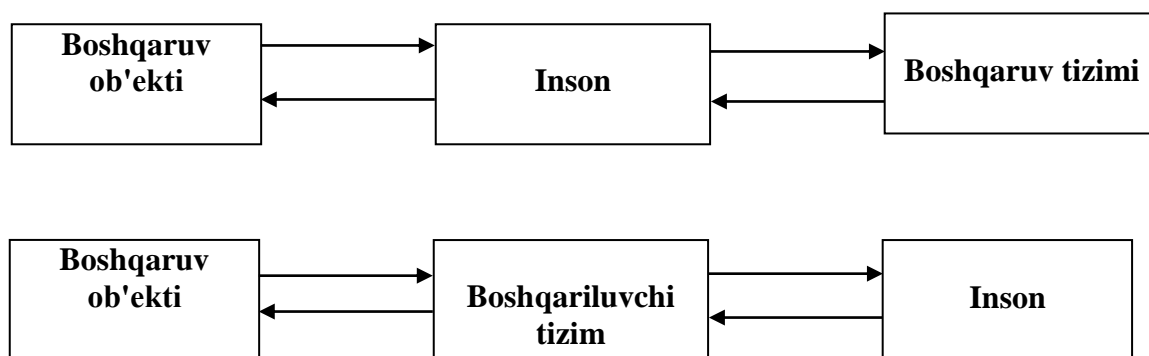 Boshqaruv
ob'ekti
Inson
Boshqaruv tizimi
Boshqaruv
ob'ekti
Boshqariluvchi
tizim
Inson